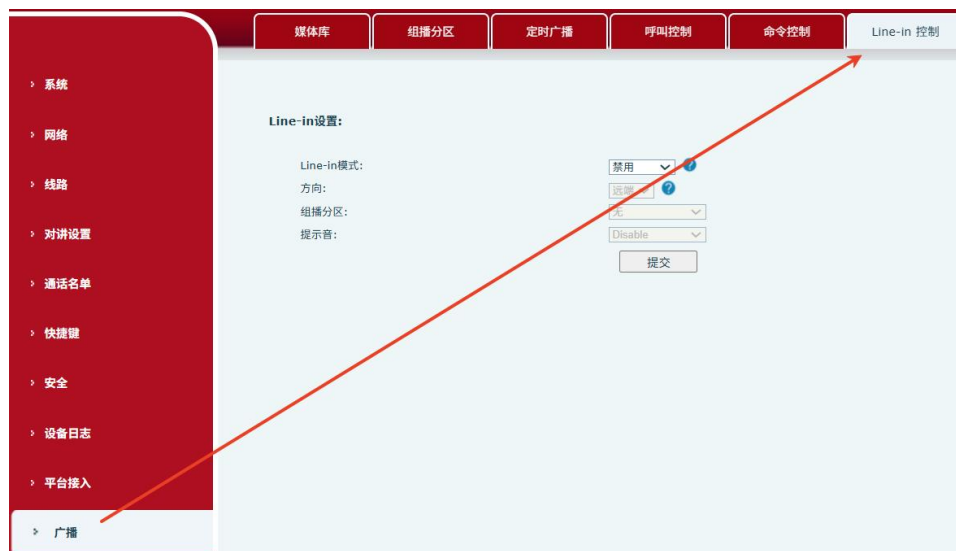 媒体库 组播分区 定时广播 呼叫控制 命令控制 Line-in 控制
系统
网络
线路
对讲设置
通话名单
快捷键
安全
设备日志
平台接入
广播
Line-in设置:
Line-in模式: 禁用
方向: 远端
组播分区: 无
提示音: Disable
提交